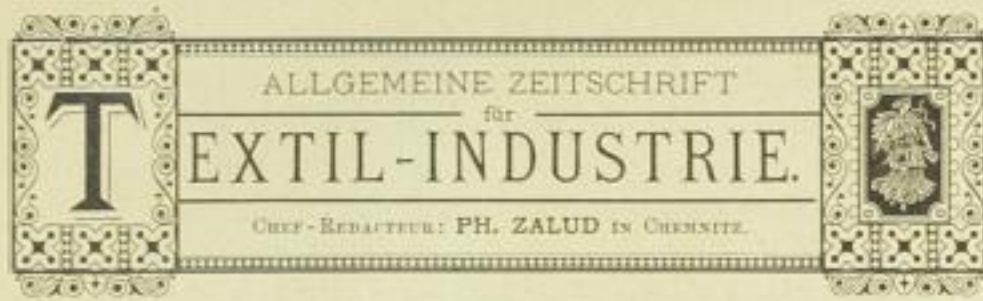 ALLGEMEINE ZEITSCHRIFT
für
TEXTIL-INDUSTRIE.
CHEF-REDACTEUR: PH. ZALUD IN CHEMNITZ.